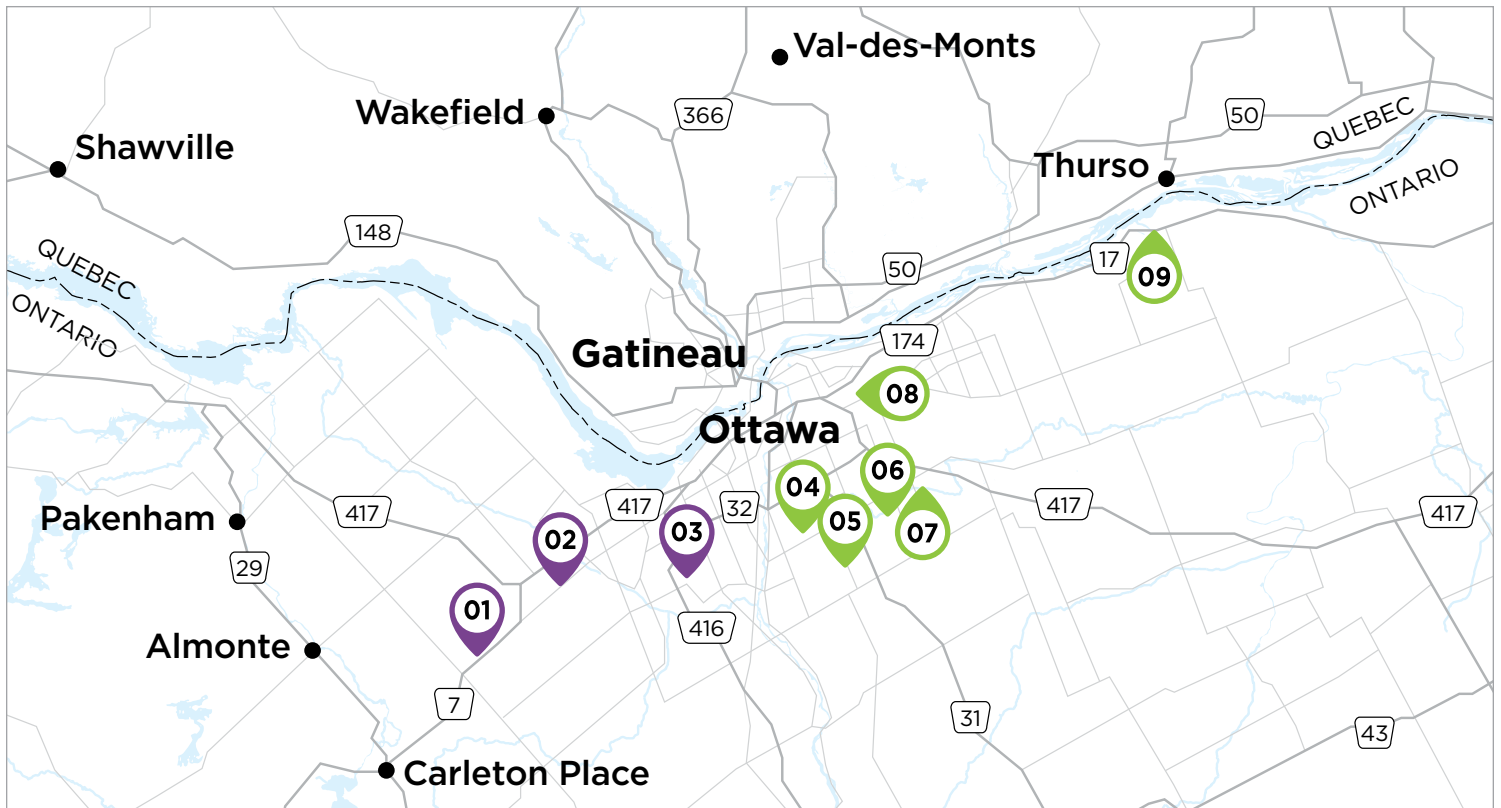 Val-des-Monts
Wakefield
366
50
QUEBEC
Shawville
Thurso
ONTARIO
148
QUEBEC
50
17
09
ONTARIO
174
Gatineau
08
Ottawa
06
04
417
32
417
417
Pakenham
417
05
02
03
07
29
01
416
Almonte
7
31
43
Carleton Place